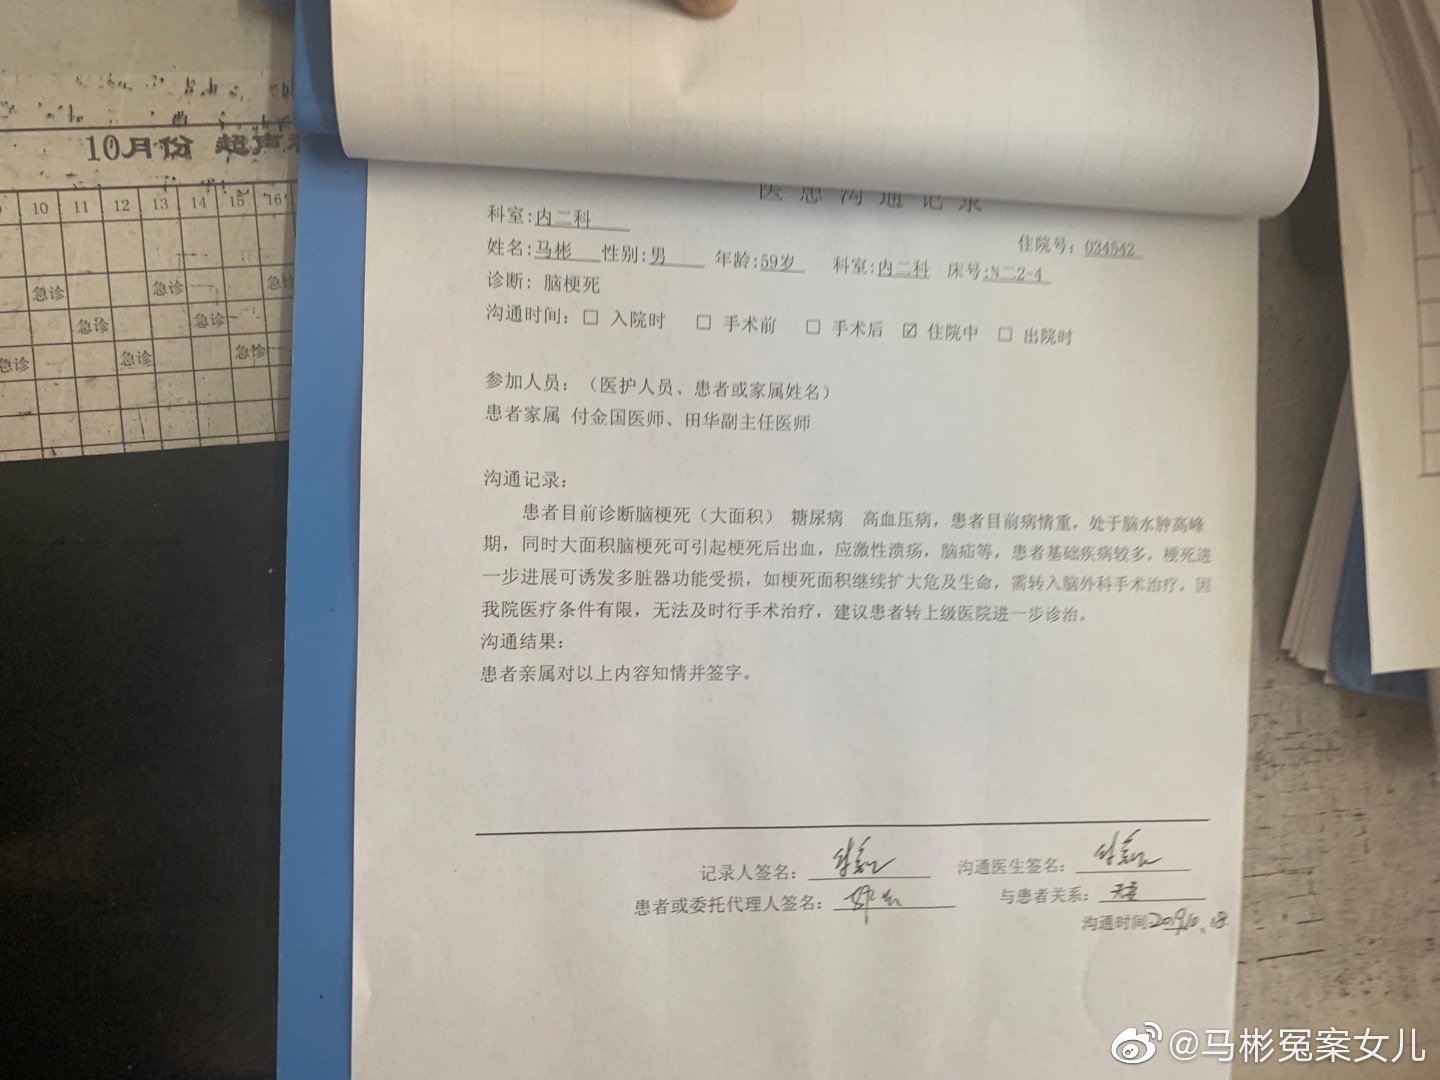 10月份 超声
10 11 12 13 14 15 16
急诊 急诊 急诊
急诊 急诊
急诊 急诊 急诊
医患沟通记录
科室:内二科
住院号: 034542
姓名:马彬 性别:男 年龄:59岁 科室:内二科 床号:N二2-4
诊断: 脑梗死
沟通时间: □ 入院时 □ 手术前 □ 手术后 ☑ 住院中 □ 出院时
参加人员: (医护人员、患者或家属姓名)
患者家属 付金国医师、田华副主任医师
沟通记录:
患者目前诊断脑梗死(大面积) 糖尿病 高血压病,患者目前病情重,处于脑水肿高峰
期,同时大面积脑梗死可引起梗死后出血,应激性溃疡,脑疝等,患者基础疾病较多,梗死进
一步进展可诱发多脏器功能受损,如梗死面积继续扩大危及生命,需转入脑外科手术治疗,因
我院医疗条件有限,无法及时行手术治疗,建议患者转上级医院进一步诊治。
沟通结果:
患者亲属对以上内容知情并签字。
记录人签名: 沟通医生签名:
患者或委托代理人签名: 与患者关系:
沟通时间:
@马彬冤案女儿